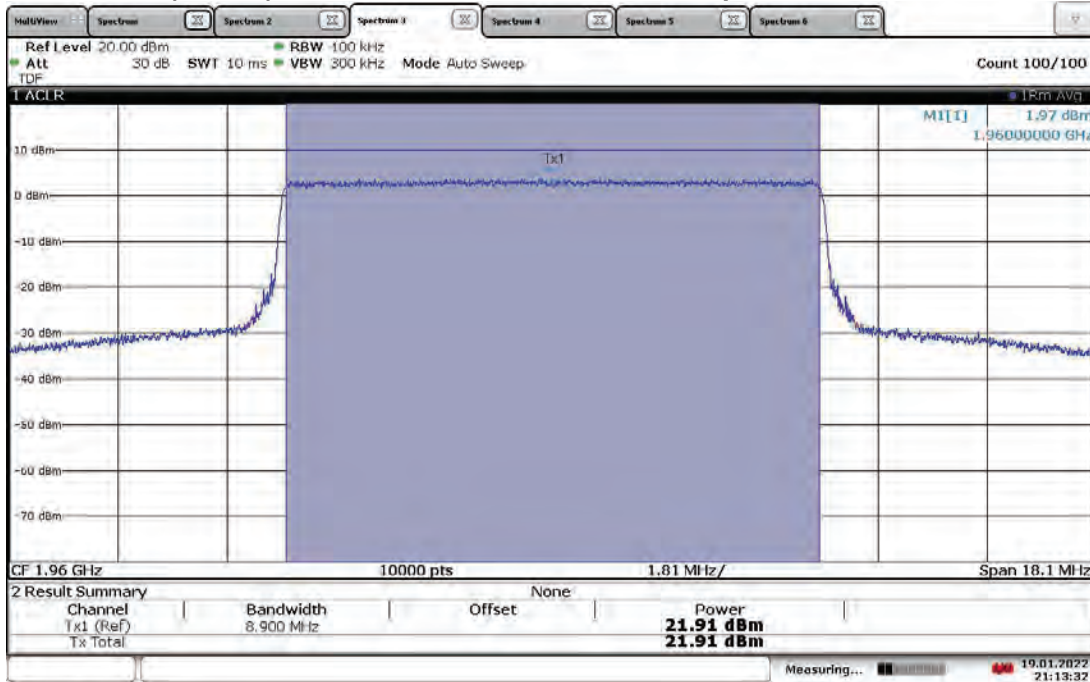 MultiView Spectrum Spectrum 2 Spectrum 3 Spectrum 4 Spectrum 5 Spectrum 6
Ref Level 20.00 dBm RBW 100 kHz
Att 30 dB SWT 10 ms VBW 300 kHz Mode Auto Sweep Count 100/100
TDF
1 ACLR 1Rm Avg
M1[1] 1.97 dBm
1.96000000 GHz
10 dBm
Tx1
0 dBm
-10 dBm
-20 dBm
-30 dBm
-40 dBm
-50 dBm
-60 dBm
-70 dBm
CF 1.96 GHz 10000 pts 1.81 MHz/ Span 18.1 MHz
2 Result Summary None
Channel Bandwidth Offset Power
Tx1 (Ref) 8.900 MHz 21.91 dBm
Tx Total 21.91 dBm
Measuring... 19.01.2022
21:13:32